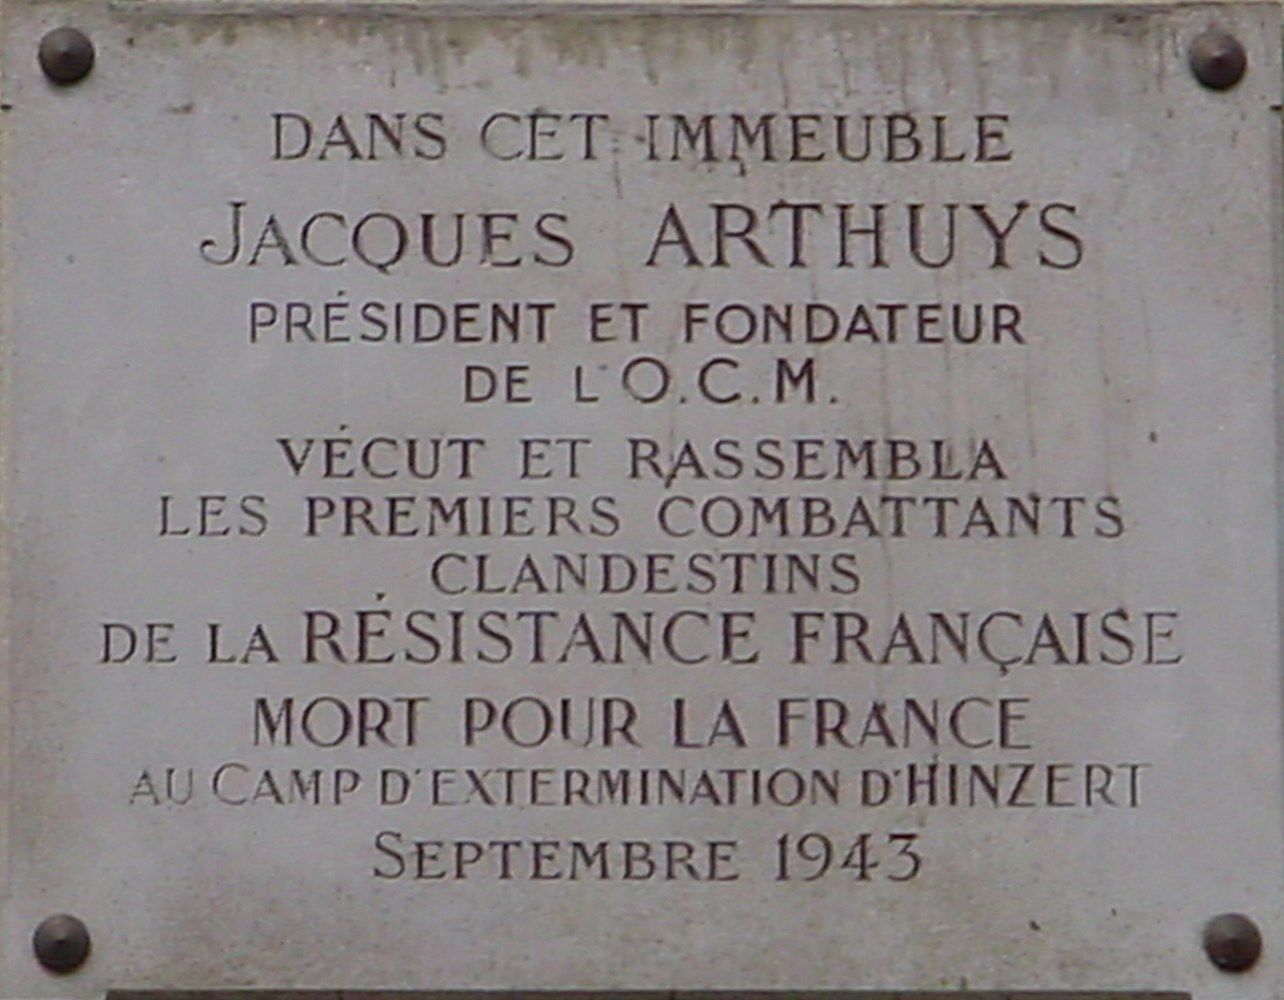 DANS CET IMMEUBLE
JACQUES ARTHUYS
PRÉSIDENT ET FONDATEUR
DE L'O.C.M.
VÉCUT ET RASSEMBLA
LES PREMIERS COMBATTANTS
CLANDESTINS
DE LA RÉSISTANCE FRANÇAISE
MORT POUR LA FRANCE
AU CAMP D'EXTERMINATION D'HINZERT
SEPTEMBRE 1943